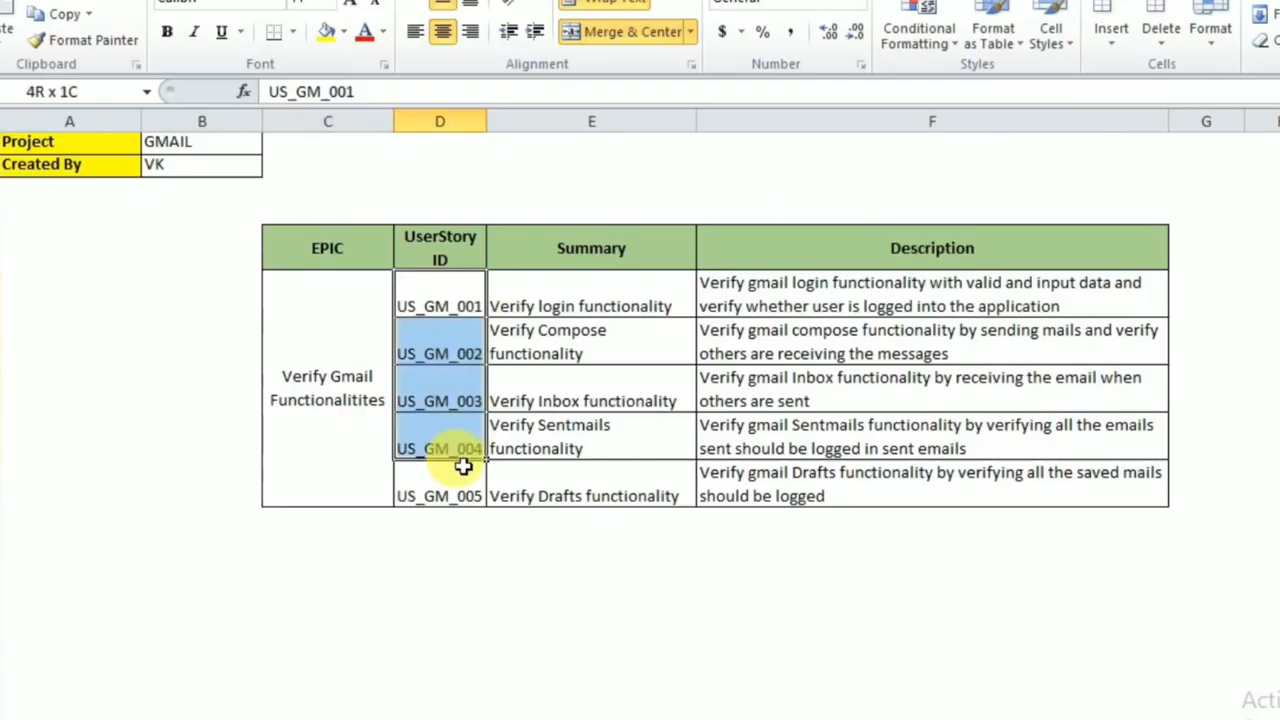 Copy
Format Painter
Clipboard
B I U
A
Font
Wrap Text
Merge & Center
Alignment
General
$ % ,
Number
Conditional
Formatting
Format
as Table
Cell
Styles
Styles
Insert
Delete
Format
Cells
4R x 1C
fx
US_GM_001
A B C D E F G
Project
GMAIL
Created By
VK
EPIC
UserStory
ID
Summary
Description
Verify Gmail
Functionalitites
US_GM_001
Verify login functionality
Verify gmail login functionality with valid and input data and
verify whether user is logged into the application
US_GM_002
Verify Compose
functionality
Verify gmail compose functionality by sending mails and verify
others are receiving the messages
US_GM_003
Verify Inbox functionality
Verify gmail Inbox functionality by receiving the email when
others are sent
US_GM_004
Verify Sentmails
functionality
Verify gmail Sentmails functionality by verifying all the emails
sent should be logged in sent emails
US_GM_005
Verify Drafts functionality
Verify gmail Drafts functionality by verifying all the saved mails
should be logged